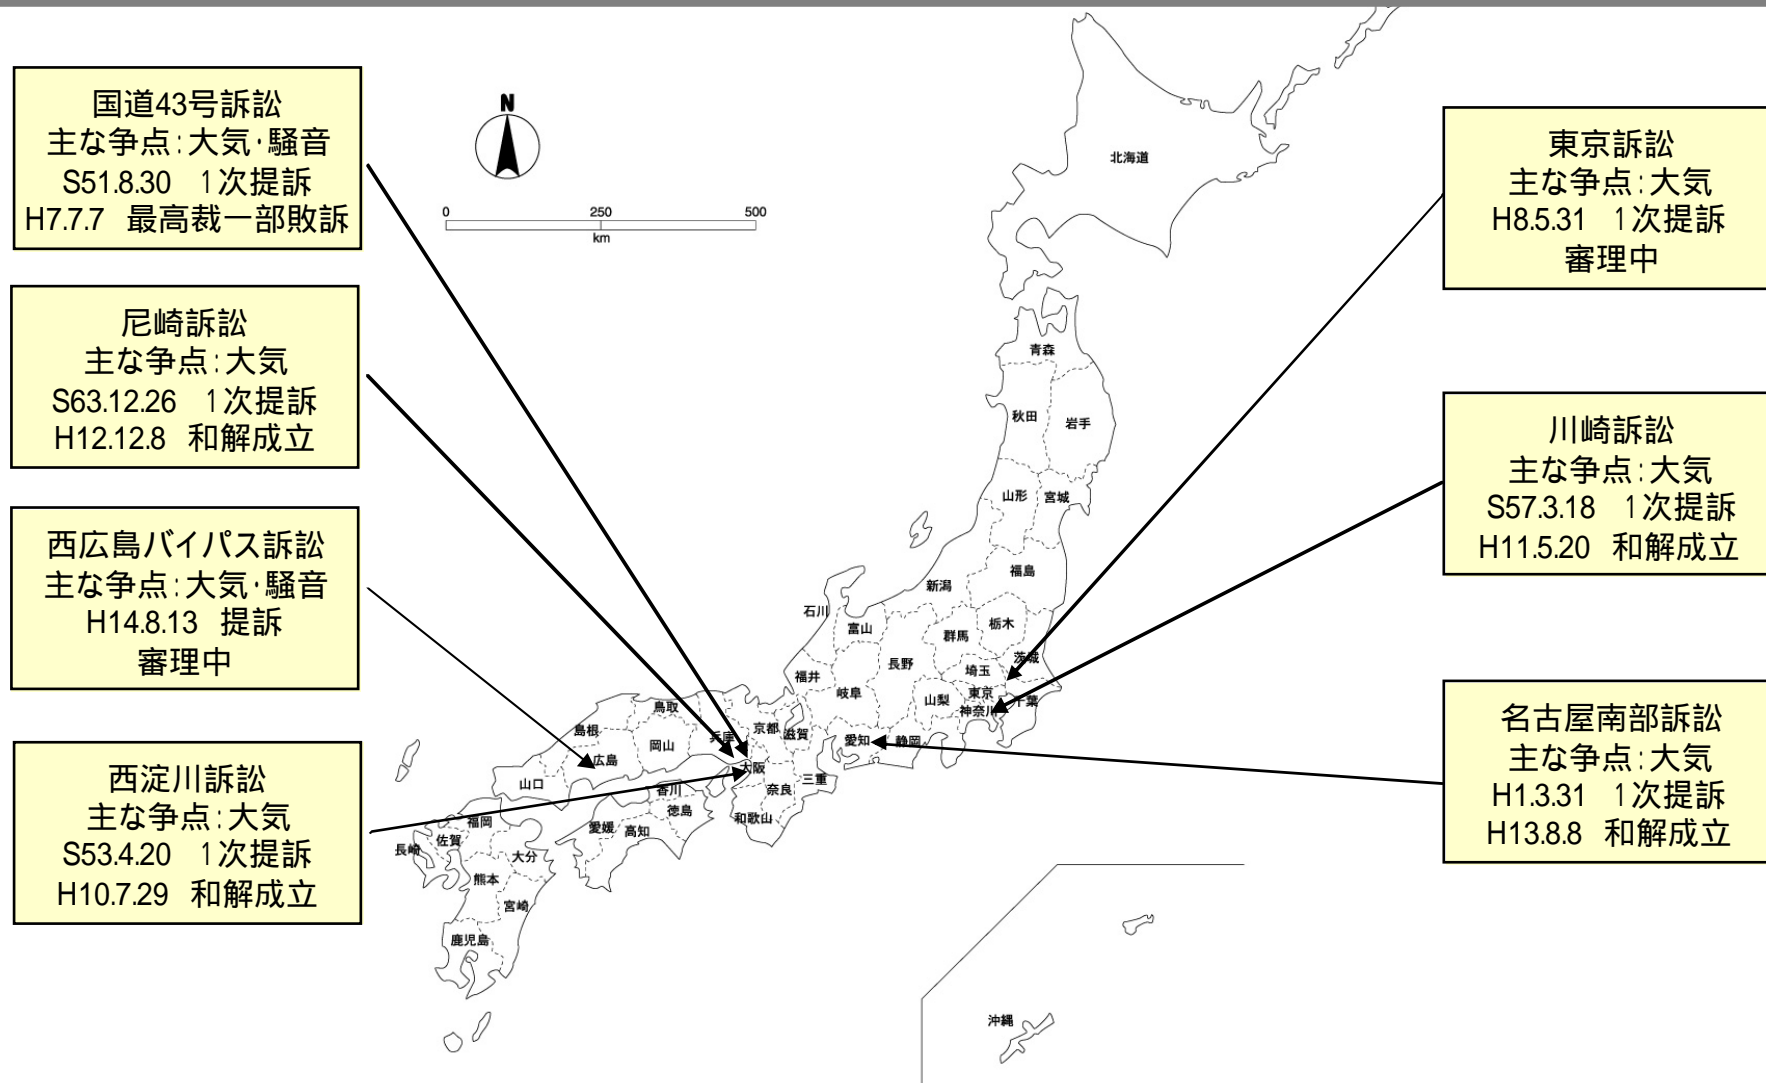 国道43号訴訟
主な争点:大気・騒音
S51.8.30 1次提訴
H7.7.7 最高裁一部敗訴
尼崎訴訟
主な争点:大気
S63.12.26 1次提訴
H12.12.8 和解成立
西広島バイパス訴訟
主な争点:大気・騒音
H14.8.13 提訴
審理中
西淀川訴訟
主な争点:大気
S53.4.20 1次提訴
H10.7.29 和解成立
N
0 250 500
km
東京訴訟
主な争点:大気
H8.5.31 1次提訴
審理中
川崎訴訟
主な争点:大気
S57.3.18 1次提訴
H11.5.20 和解成立
名古屋南部訴訟
主な争点:大気
H1.3.31 1次提訴
H13.8.8 和解成立
北海道
青森
秋田
岩手
山形
宮城
福島
新潟
石川
富山
群馬
栃木
茨城
長野
埼玉
福井
岐阜
山梨
東京
神奈川
千葉
鳥取
島根
岡山
兵庫
京都
滋賀
愛知
静岡
広島
大阪
三重
山口
香川
奈良
徳島
和歌山
愛媛
高知
福岡
佐賀
長崎
大分
熊本
宮崎
鹿児島
沖縄